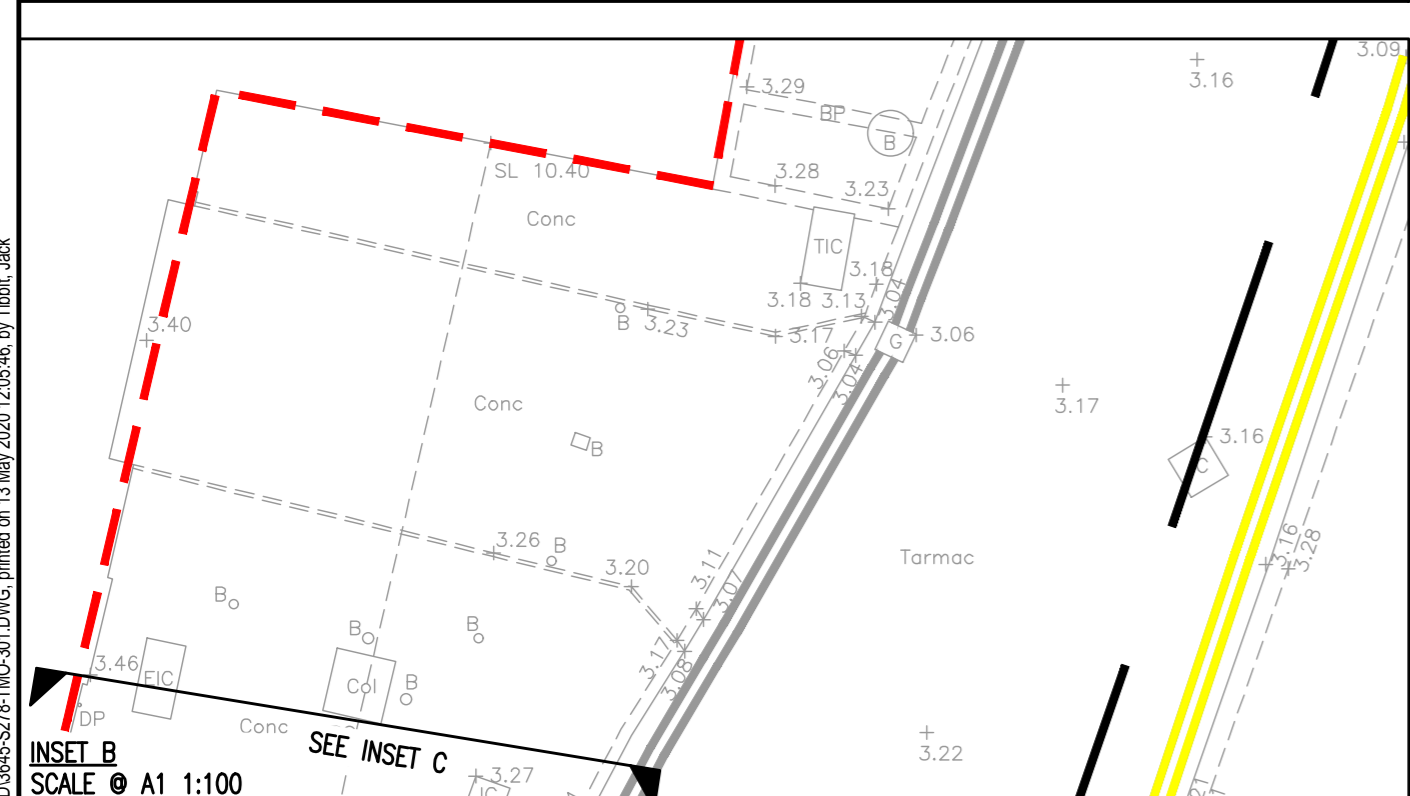 3.09
3.16
3.29
BP
B
SL 10.40
3.28
3.23
Conc
TIC
3.18
3.18
3.13
3.04
3.40
B
3.23
3.17
G
3.06
3.06
3.04
3.17
Conc
B
3.16
C
3.26
B
3.20
3.11
3.07
Tarmac
3.16
3.28
B
B
B
3.17
3.08
3.46
EIC
Col
B
DP
Conc
SEE INSET C
3.22
3.27
IC
INSET B
SCALE @ A1 1:100
D\3645-S278-TMO-301.DWG, printed on 13 May 2020 12:05:46, by Tibbit, Jack